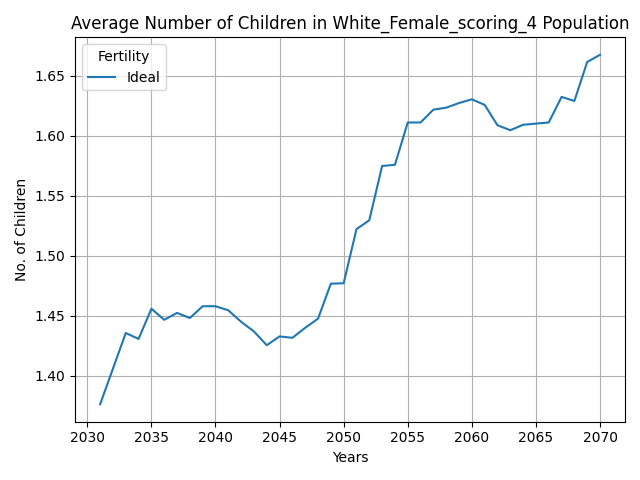 Average Number of Children in White_Female_scoring_4 Population
Fertility
Ideal
No. of Children
1.65
1.60
1.55
1.50
1.45
1.40
2030 2035 2040 2045 2050 2055 2060 2065 2070
Years